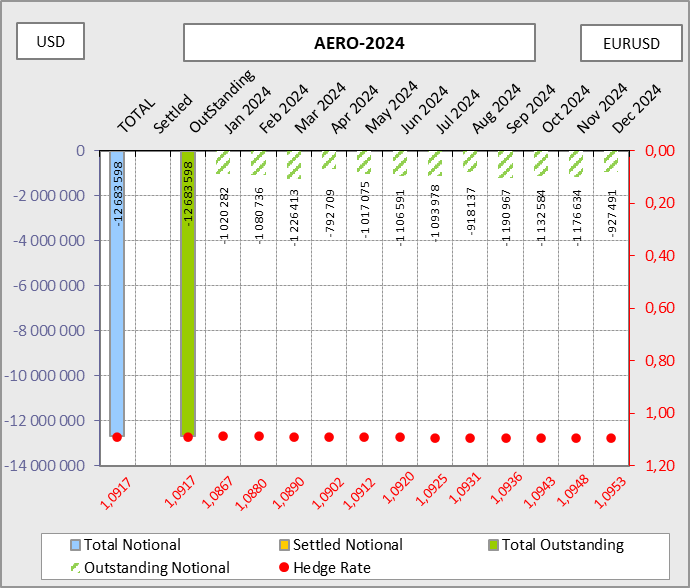 USD
AERO-2024
EURUSD
TOTAL
Settled
OutStanding
Jan 2024
Feb 2024
Mar 2024
Apr 2024
May 2024
Jun 2024
Jul 2024
Aug 2024
Sep 2024
Oct 2024
Nov 2024
Dec 2024
0
-2 000 000
-4 000 000
-6 000 000
-8 000 000
-10 000 000
-12 000 000
-14 000 000
-12 683 598
-12 683 598
-1 020 282
-1 080 736
-1 226 413
-792 709
-1 017 075
-1 106 591
-1 093 978
-918 137
-1 190 967
-1 132 584
-1 176 634
-927 491
0,00
0,20
0,40
0,60
0,80
1,00
1,20
1,0917
1,0917
1,0867
1,0880
1,0890
1,0902
1,0912
1,0920
1,0925
1,0931
1,0936
1,0943
1,0948
1,0953
Total Notional
Settled Notional
Total Outstanding
Outstanding Notional
Hedge Rate